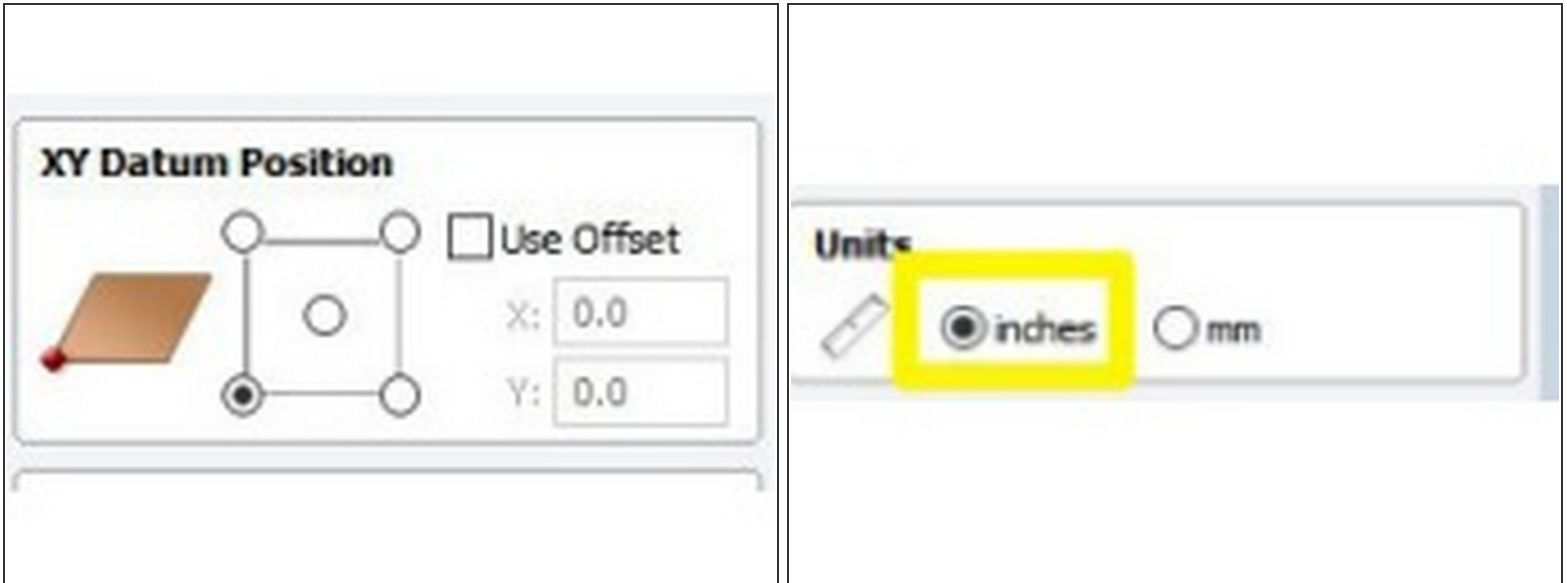 XY Datum Position
Use Offset
X: 0.0
Y: 0.0
Units
inches mm